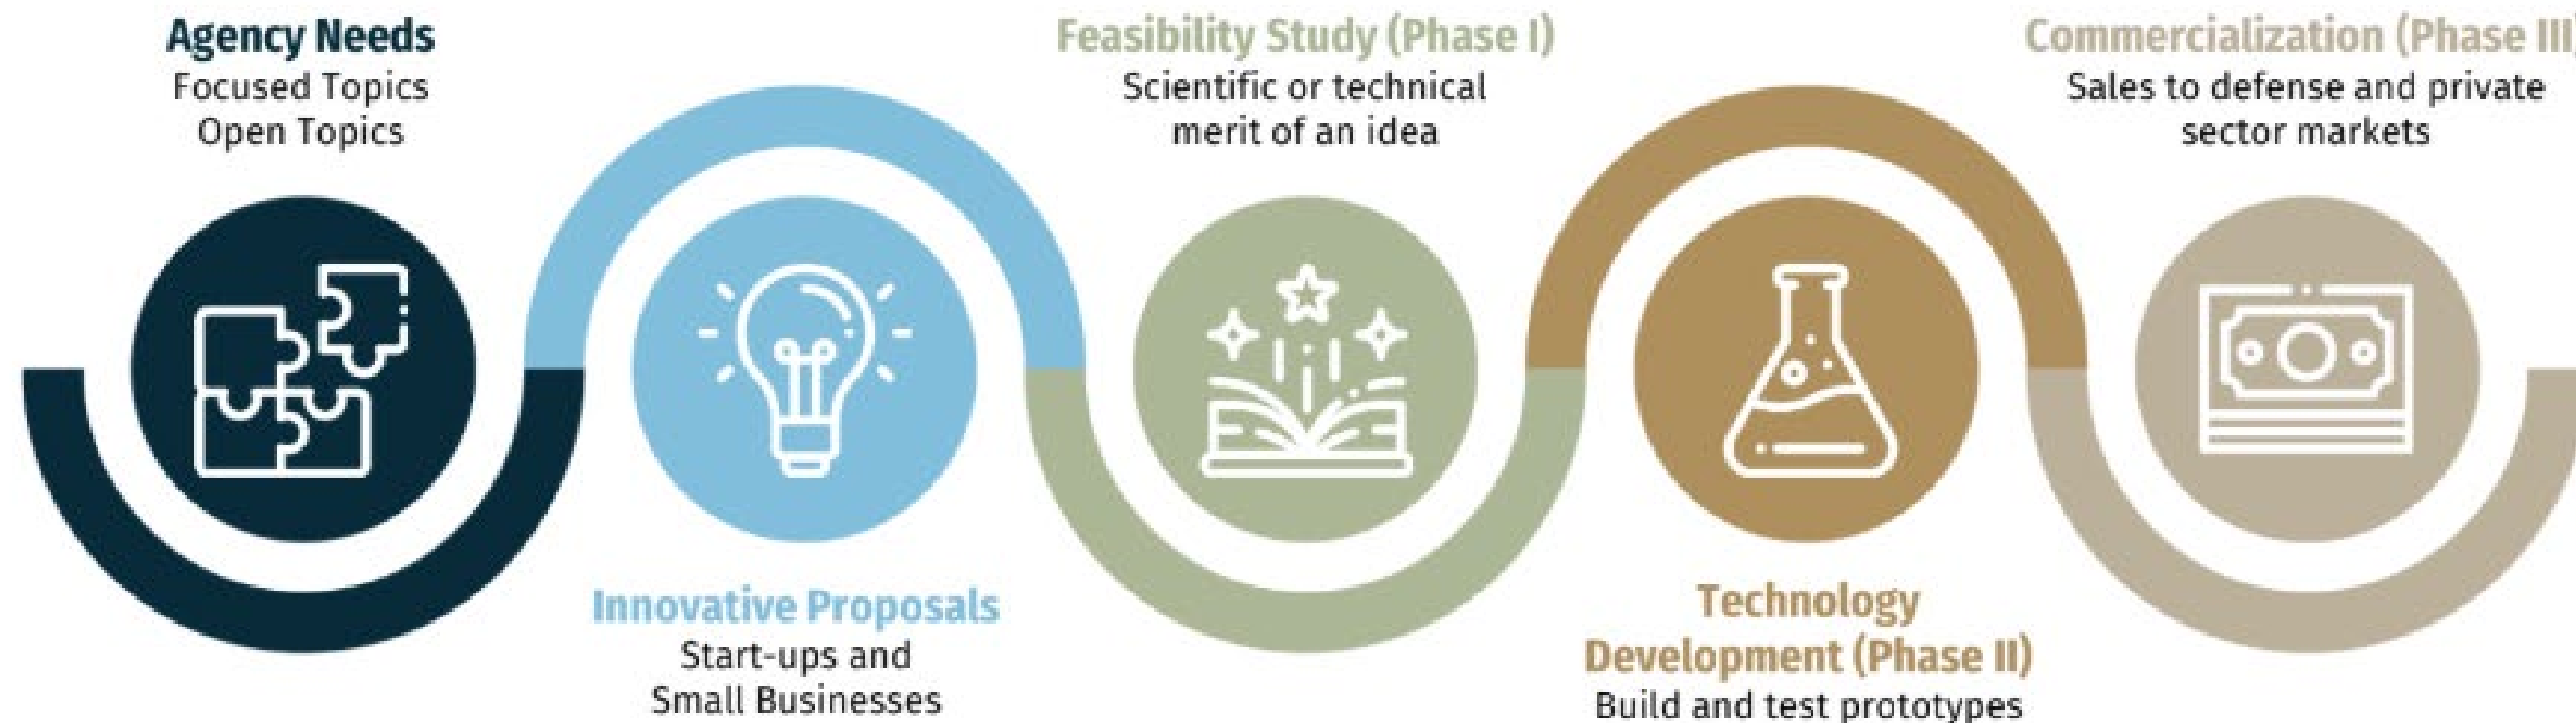 Agency Needs
Focused Topics
Open Topics
Innovative Proposals
Start-ups and
Small Businesses
Feasibility Study (Phase I)
Scientific or technical
merit of an idea
Technology
Development (Phase II)
Build and test prototypes
Commercialization (Phase III)
Sales to defense and private
sector markets